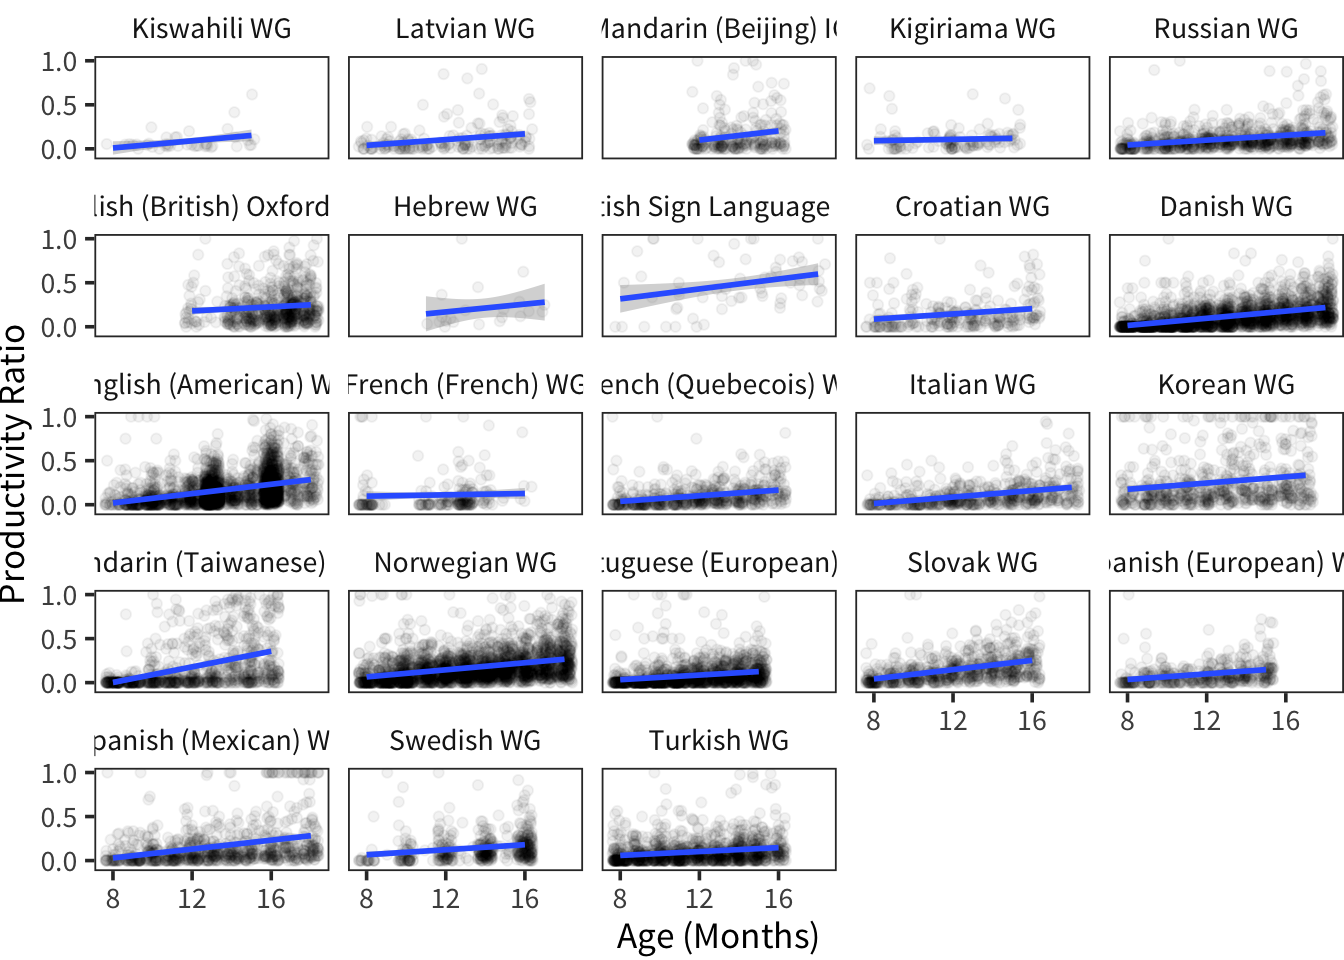 Kiswahili WG
Latvian WG
Mandarin (Beijing) IC
Kigiriama WG
Russian WG
1.0
0.5
0.0
lish (British) Oxford
Hebrew WG
tish Sign Language
Croatian WG
Danish WG
1.0
0.5
0.0
nglish (American) W
French (French) WG
ench (Quebecois) W
Italian WG
Korean WG
1.0
0.5
0.0
ndarin (Taiwanese)
Norwegian WG
tuguese (European)
Slovak WG
panish (European) W
1.0
0.5
0.0
8 12 16
8 12 16
panish (Mexican) W
Swedish WG
Turkish WG
1.0
0.5
0.0
8 12 16
8 12 16
8 12 16
Age (Months)
Productivity Ratio